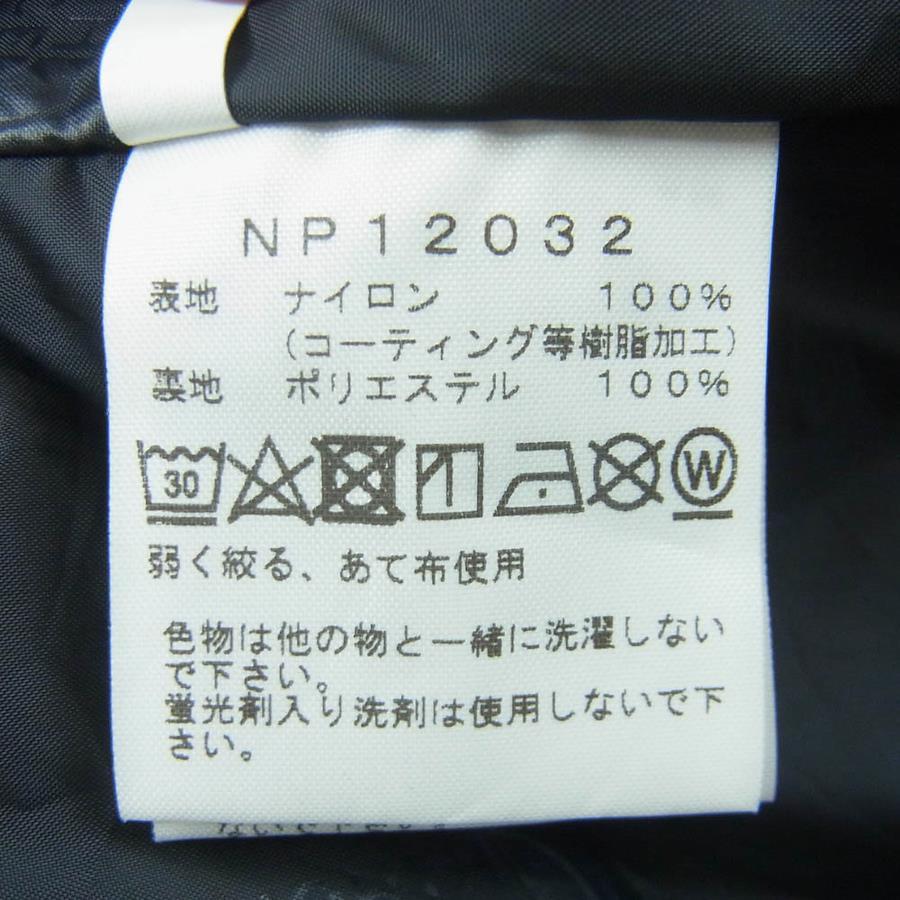 NP12032
表地 ナイロン 100%
(コーティング等樹脂加工)
裏地 ポリエステル 100%
30 W
弱く絞る、あて布使用
色物は他の物と一緒に洗濯しない
で下さい。
蛍光剤入り洗剤は使用しないで下
さい。